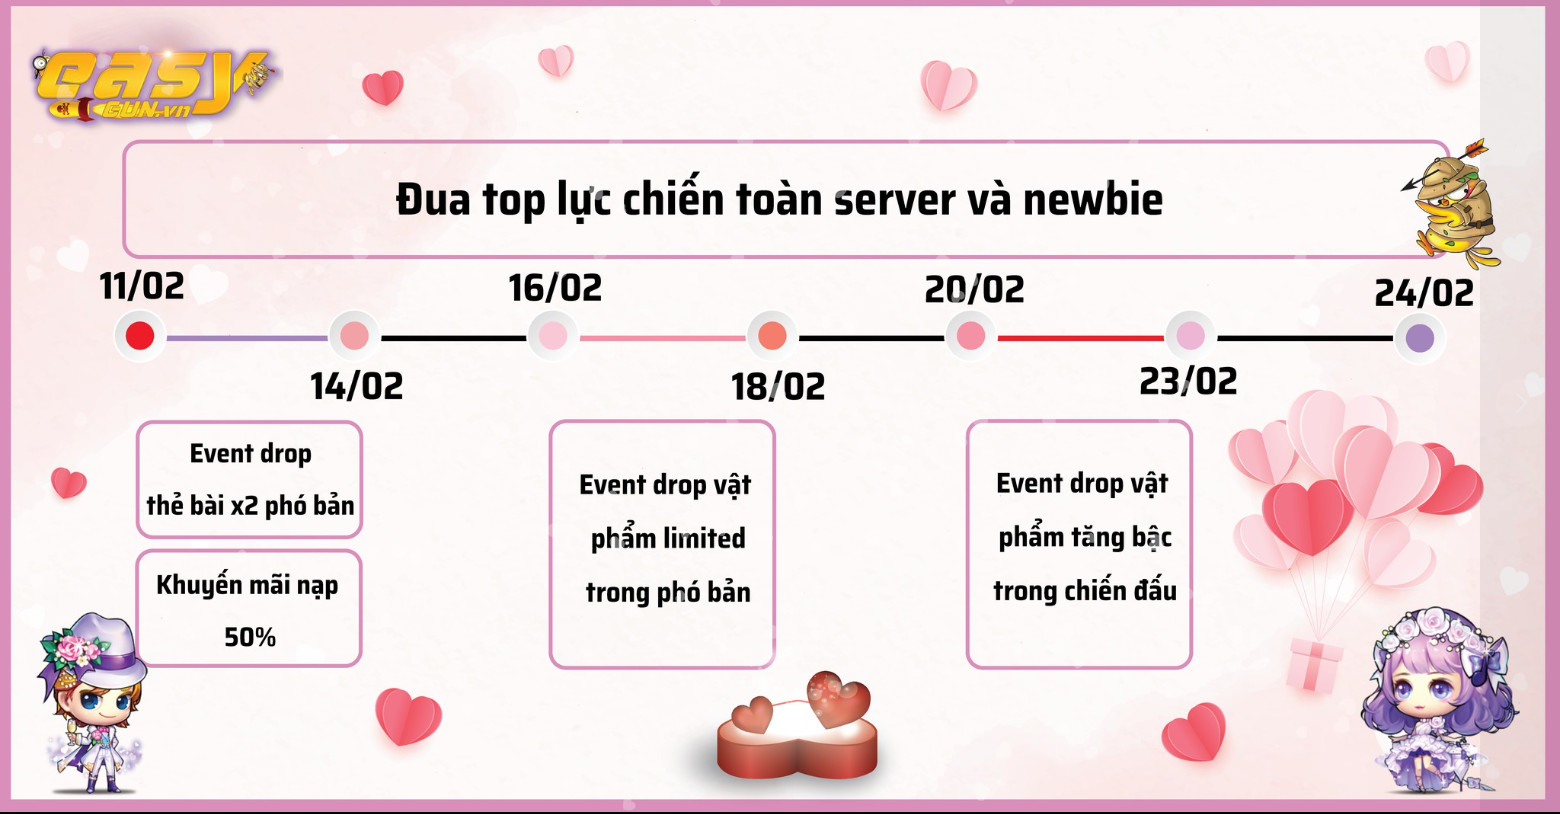 easy
GUN.vn
Đua top lực chiến toàn server và newbie
11/02
16/02
20/02
24/02
14/02
18/02
23/02
Event drop
thẻ bài x2 phó bản
Khuyến mãi nạp
50%
Event drop vật
phẩm limited
trong phó bản
Event drop vật
phẩm tăng bậc
trong chiến đấu